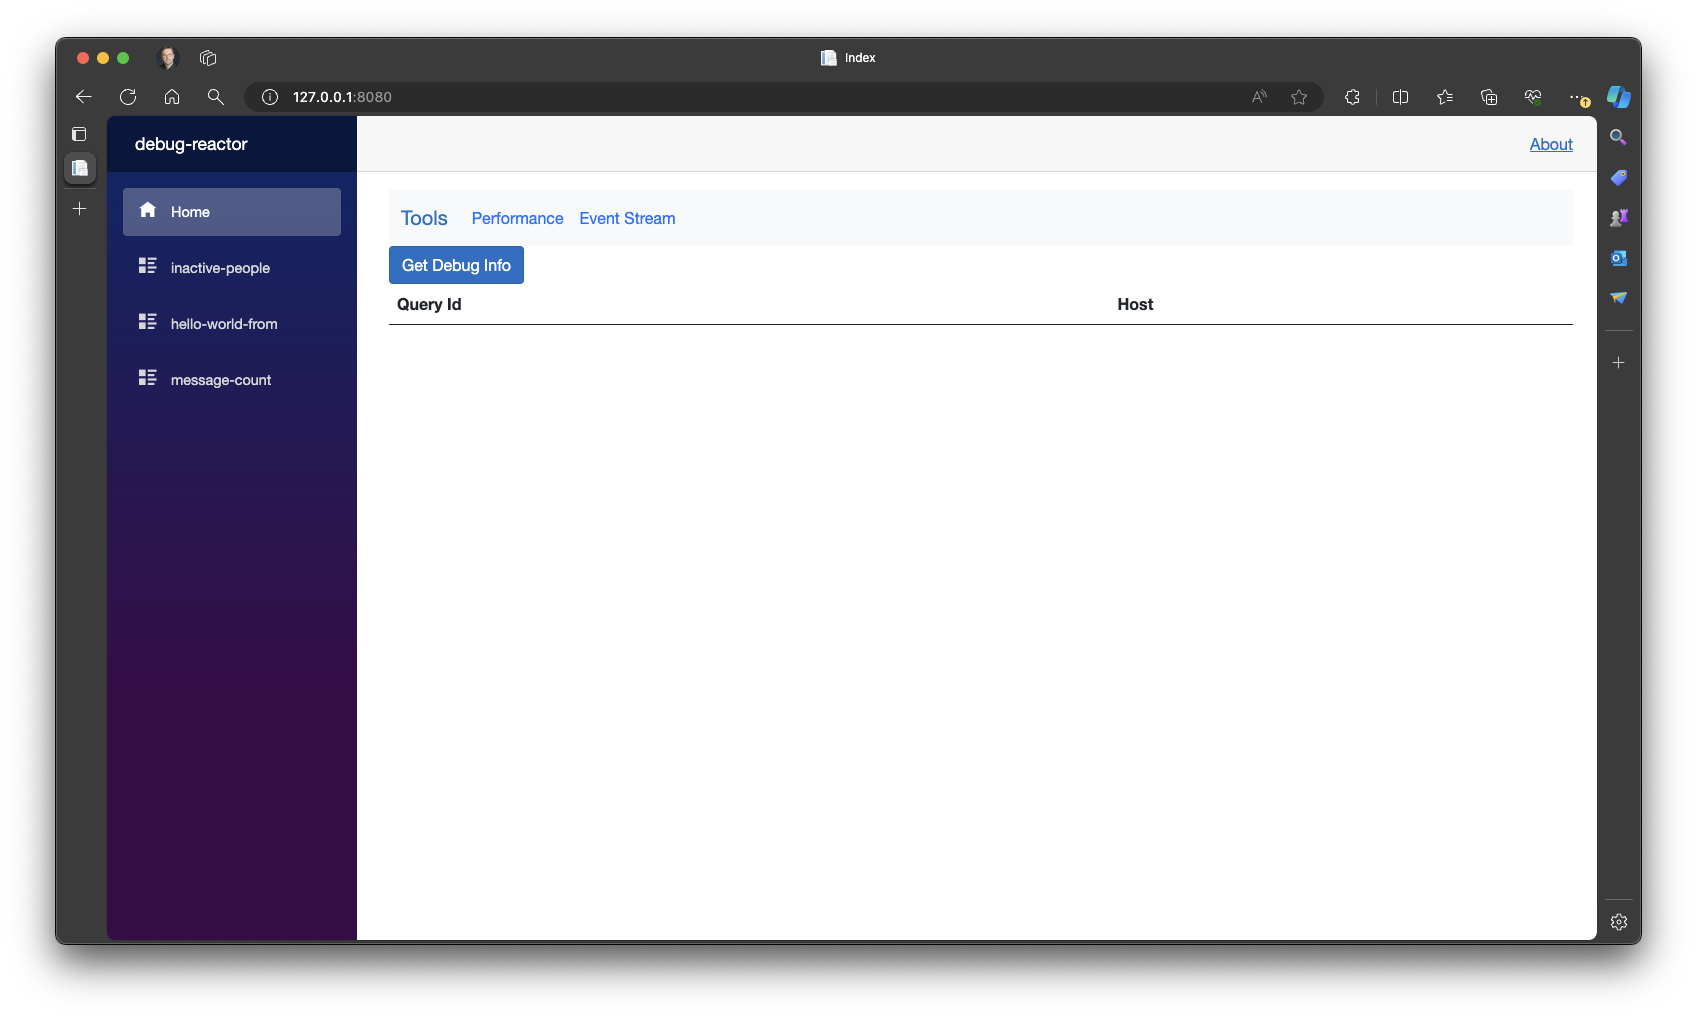 Index
127.0.0.1:8080
debug-reactor
About
Home
inactive-people
hello-world-from
message-count
Tools Performance Event Stream
Get Debug Info
Query Id Host